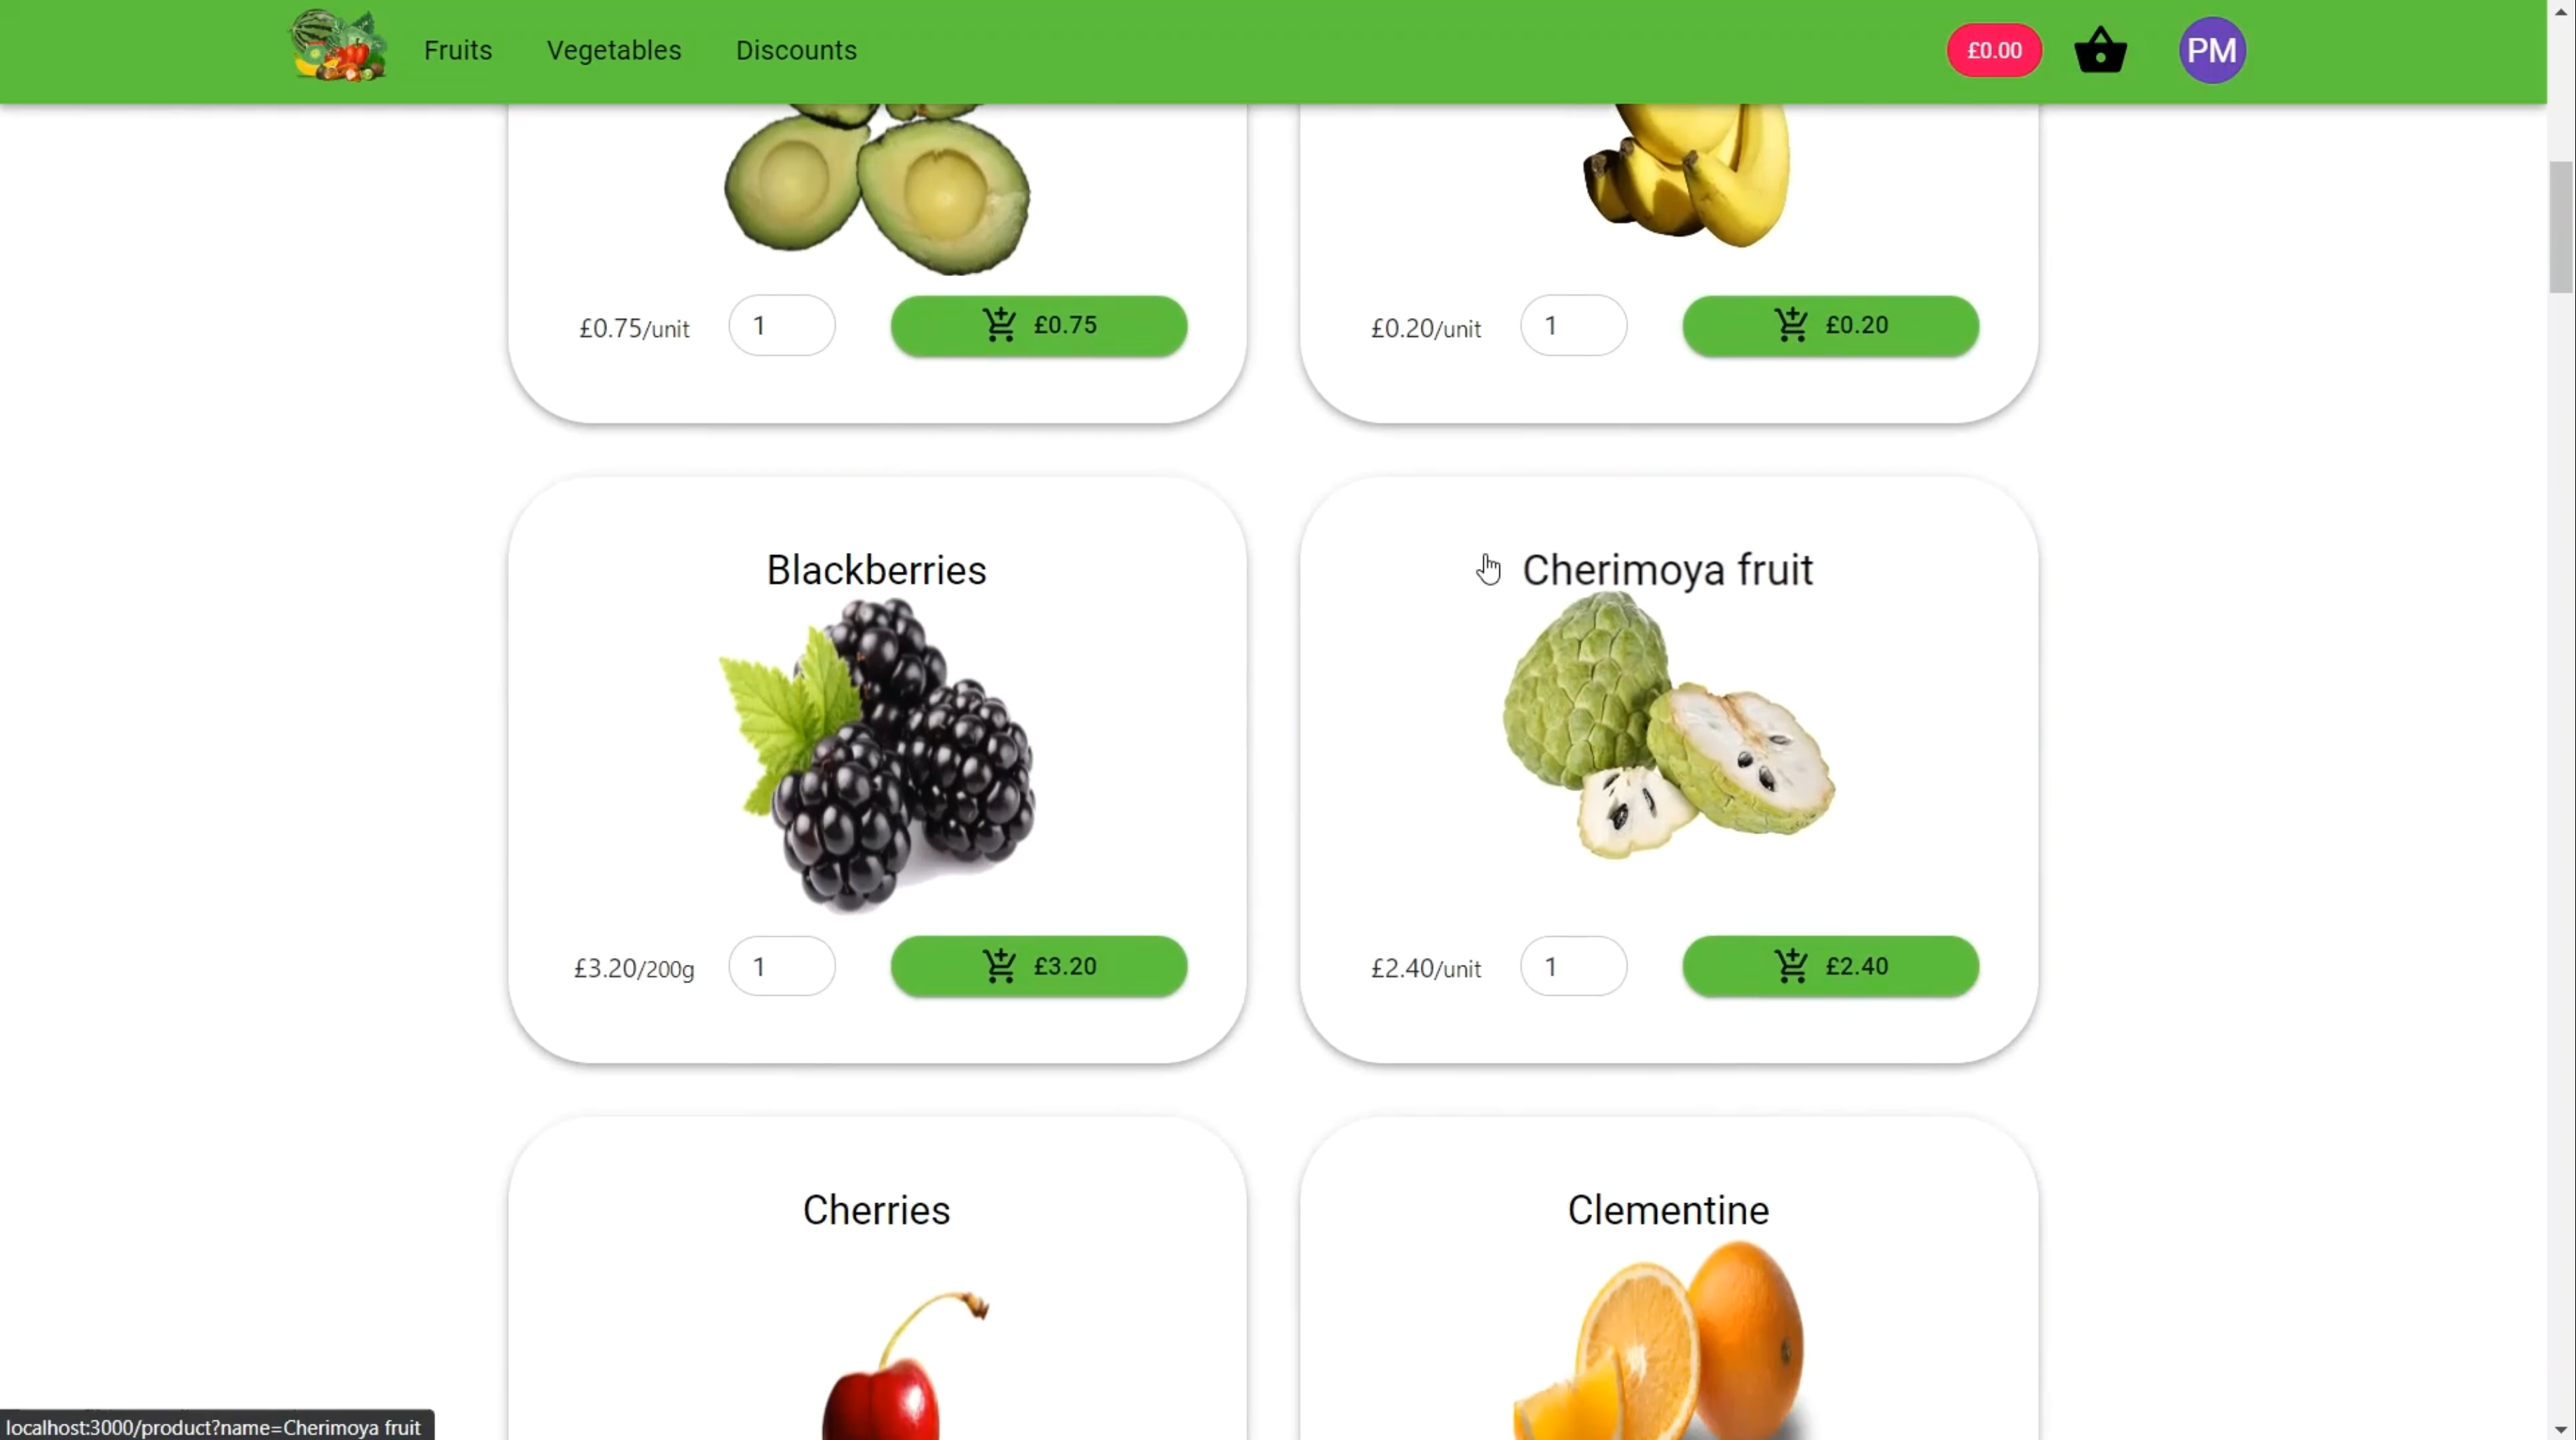 Fruits Vegetables Discounts £0.00 PM
£0.75/unit 1 £0.75
£0.20/unit 1 £0.20
Blackberries
£3.20/200g 1 £3.20
Cherimoya fruit
£2.40/unit 1 £2.40
Cherries
Clementine
localhost:3000/product?name=Cherimoya fruit